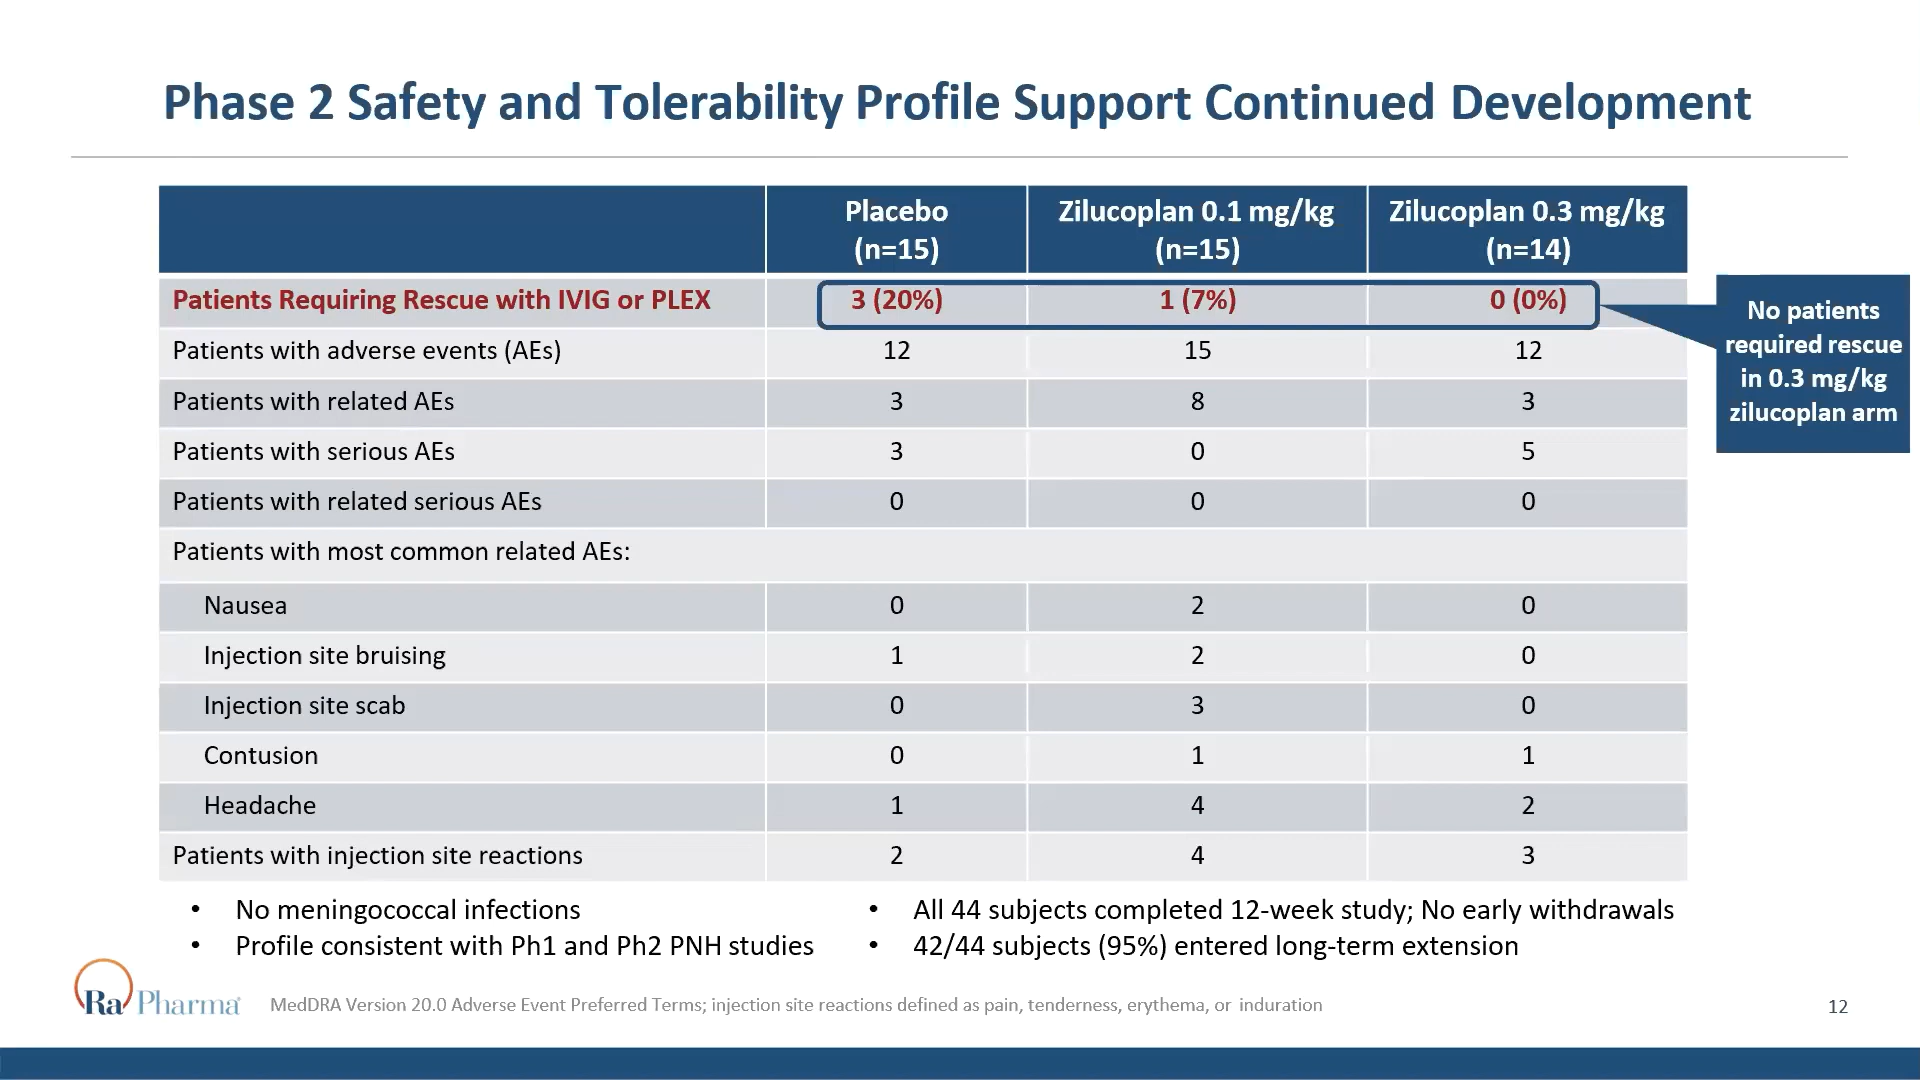 Phase 2 Safety and Tolerability Profile Support Continued Development
Placebo (n=15) Zilucoplan 0.1 mg/kg (n=15) Zilucoplan 0.3 mg/kg (n=14)
Patients Requiring Rescue with IVIG or PLEX 3 (20%) 1 (7%) 0 (0%)
No patients
required rescue
in 0.3 mg/kg
zilucoplan arm
Patients with adverse events (AEs) 12 15 12
Patients with related AEs 3 8 3
Patients with serious AEs 3 0 5
Patients with related serious AEs 0 0 0
Patients with most common related AEs:
Nausea 0 2 0
Injection site bruising 1 2 0
Injection site scab 0 3 0
Contusion 0 1 1
Headache 1 4 2
Patients with injection site reactions 2 4 3
• No meningococcal infections
• Profile consistent with Ph1 and Ph2 PNH studies
• All 44 subjects completed 12-week study; No early withdrawals
• 42/44 subjects (95%) entered long-term extension
Ra Pharma
MedDRA Version 20.0 Adverse Event Preferred Terms; injection site reactions defined as pain, tenderness, erythema, or induration
12